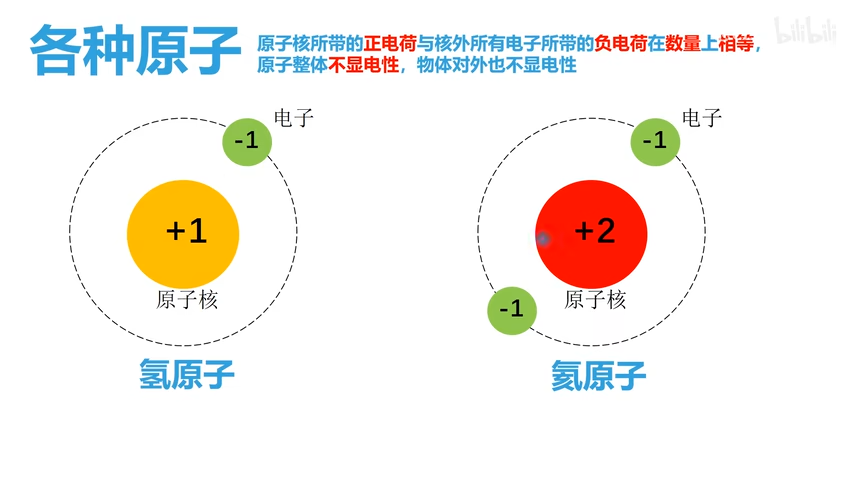 各种原子
原子核所带的正电荷与核外所有电子所带的负电荷在数量上相等，
原子整体不显电性，物体对外也不显电性
bilibili
电子
-1
+1
原子核
氢原子
电子
-1
+2
-1
原子核
氦原子